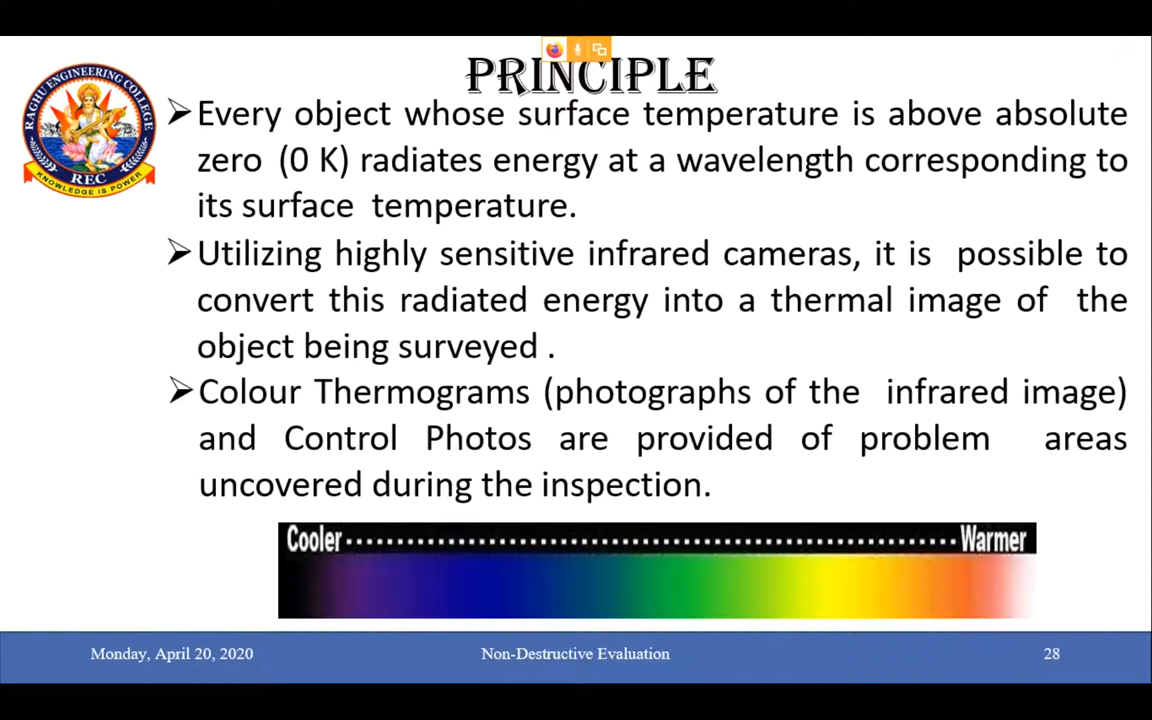 PRINCIPLE
RAGHU ENGINEERING COLLEGE
REC
KNOWLEDGE IS POWER
Every object whose surface temperature is above absolute
zero (0 K) radiates energy at a wavelength corresponding to
its surface temperature.
Utilizing highly sensitive infrared cameras, it is possible to
convert this radiated energy into a thermal image of the
object being surveyed .
Colour Thermograms (photographs of the infrared image)
and Control Photos are provided of problem areas
uncovered during the inspection.
Cooler Warmer
Monday, April 20, 2020 Non-Destructive Evaluation 28